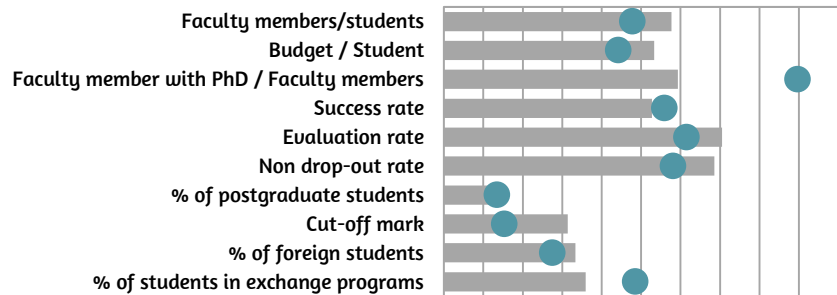 Faculty members/students
Budget / Student
Faculty member with PhD / Faculty members
Success rate
Evaluation rate
Non drop-out rate
% of postgraduate students
Cut-off mark
% of foreign students
% of students in exchange programs